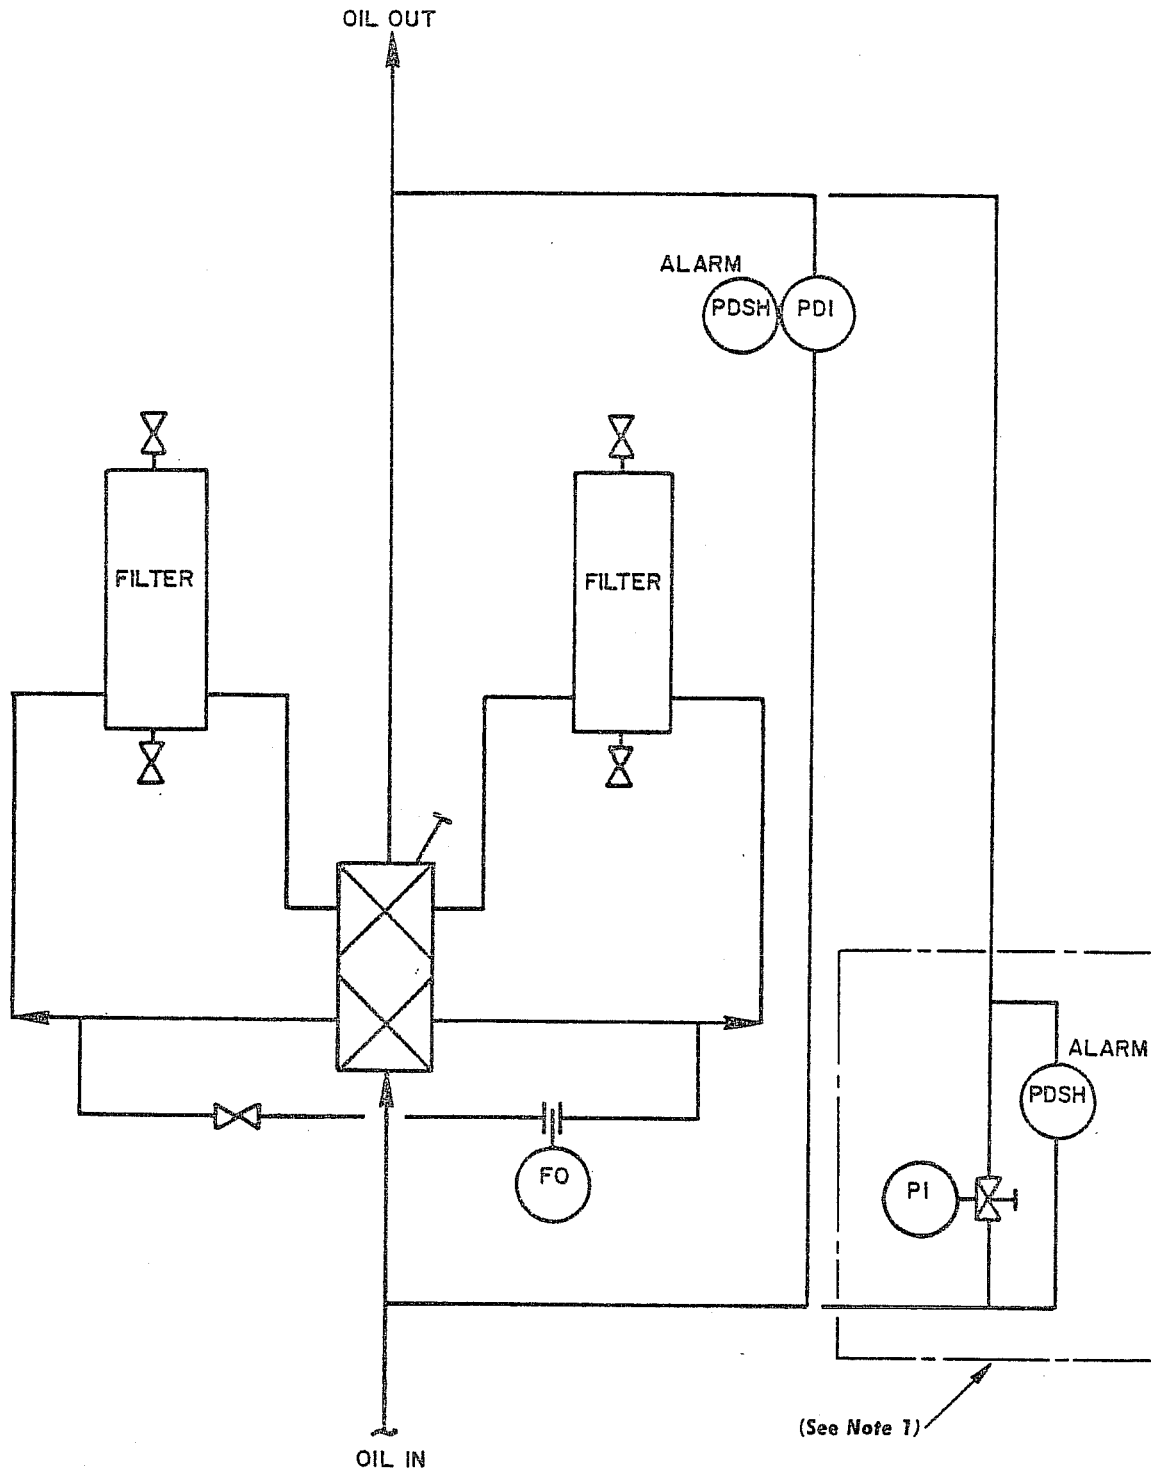 OIL OUT
ALARM
PDSH
PDI
FILTER
FILTER
ALARM
PDSH
FO
PI
(See Note 1)
OIL IN